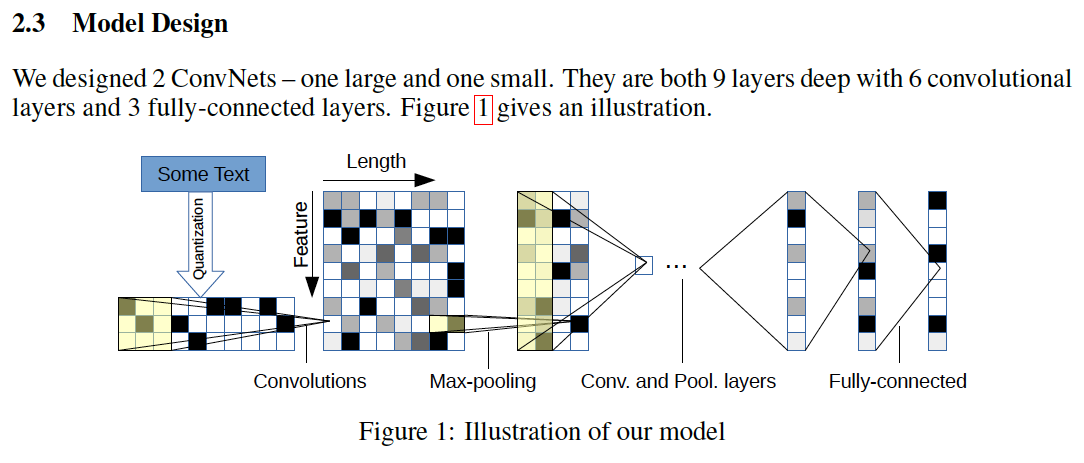 2.3 Model Design
We designed 2 ConvNets – one large and one small. They are both 9 layers deep with 6 convolutional
layers and 3 fully-connected layers. Figure 1 gives an illustration.
Some Text
Quantization
Length
Feature
...
Convolutions
Max-pooling
Conv. and Pool. layers
Fully-connected
Figure 1: Illustration of our model